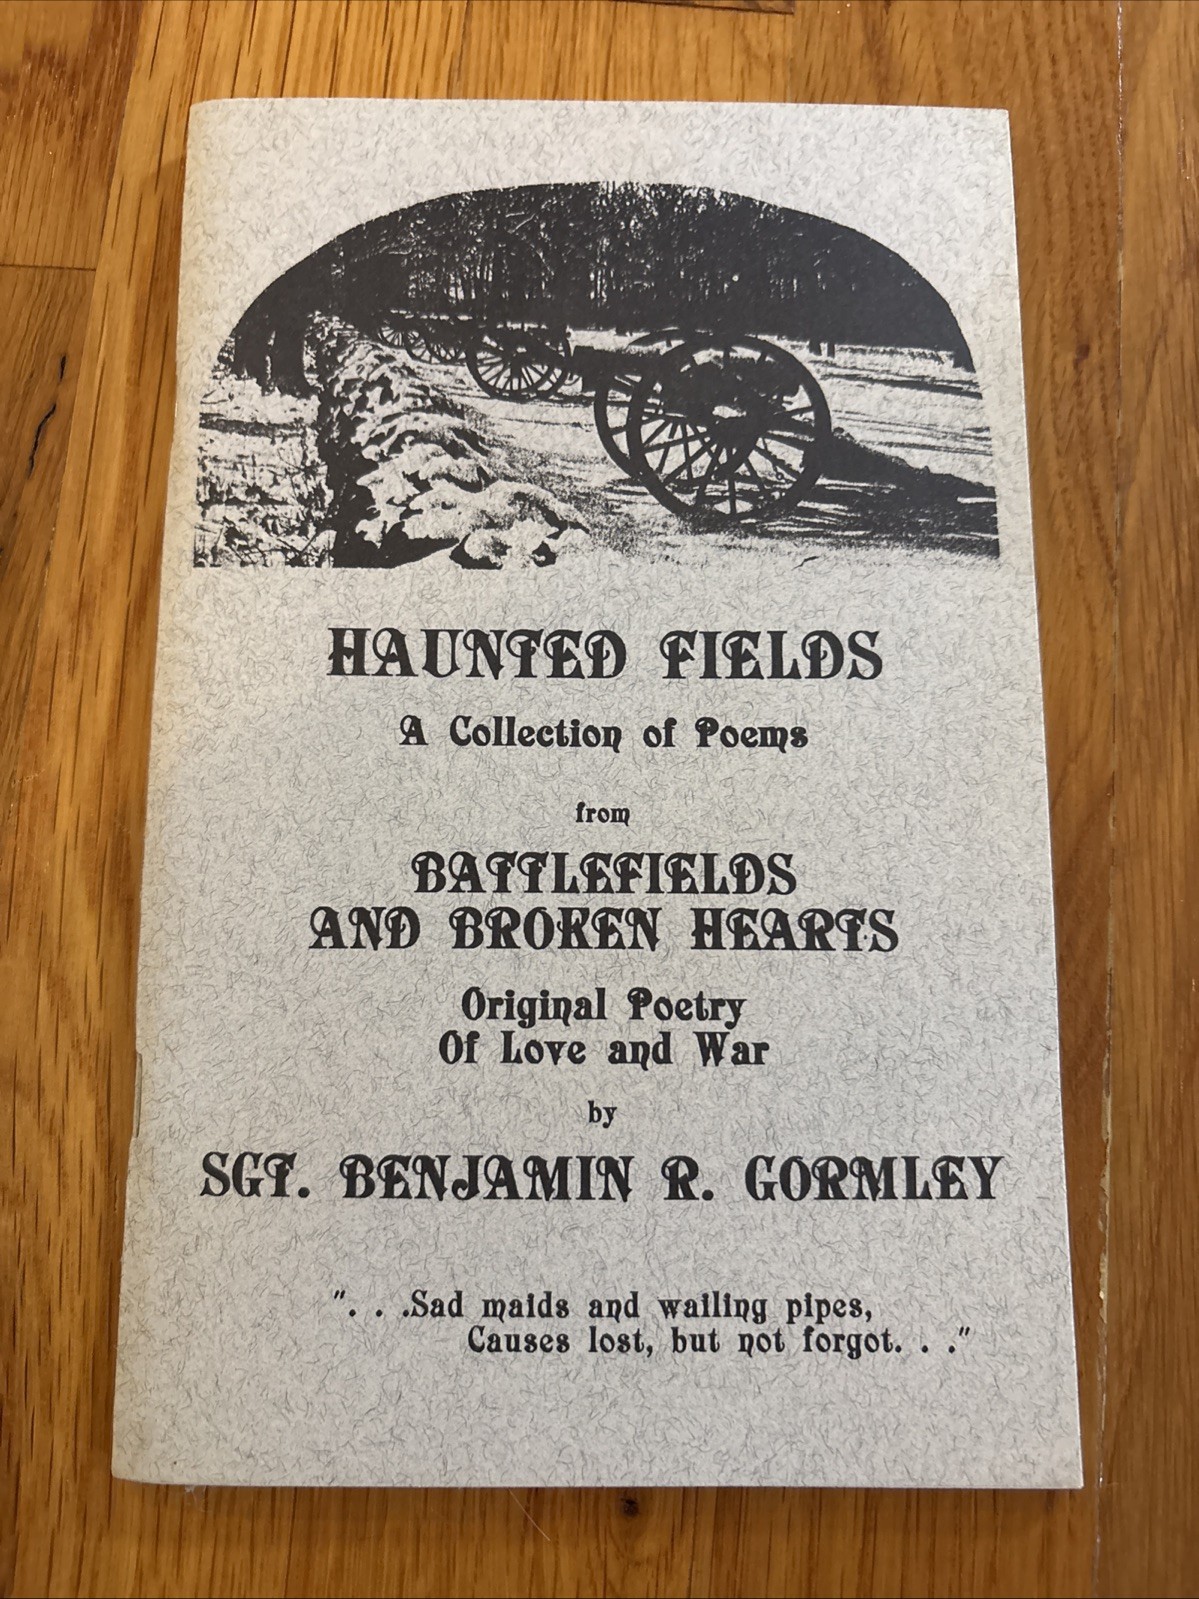 HAUNTED FIELDS
A Collection of Poems
from
BATTLEFIELDS
AND BROKEN HEARTS
Original Poetry
Of Love and War
by
SGT. BENJAMIN R. GORMLEY
". . .Sad maids and wailing pipes,
Causes lost, but not forgot. . ."